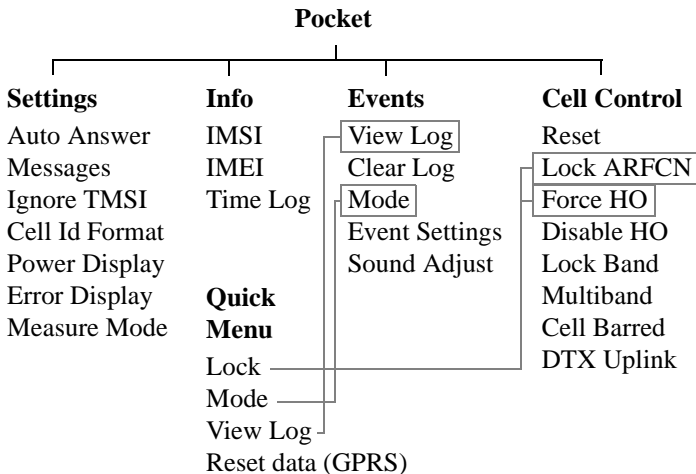 Pocket
Settings
Auto Answer
Messages
Ignore TMSI
Cell Id Format
Power Display
Error Display
Measure Mode
Info
IMSI
IMEI
Time Log
Quick
Menu
Lock
Mode
View Log
Reset data (GPRS)
Events
View Log
Clear Log
Mode
Event Settings
Sound Adjust
Cell Control
Reset
Lock ARFCN
Force HO
Disable HO
Lock Band
Multiband
Cell Barred
DTX Uplink